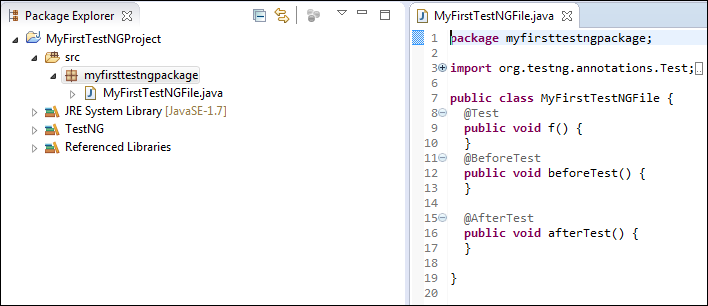 Package Explorer
MyFirstTestNGProject
src
myfirsttestngpackage
MyFirstTestNGFile.java
JRE System Library [JavaSE-1.7]
TestNG
Referenced Libraries
MyFirstTestNGFile.java
1 package myfirsttestngpackage;
2
3 import org.testng.annotations.Test;
6
7 public class MyFirstTestNGFile {
8 @Test
9 public void f() {
10 }
11 @BeforeTest
12 public void beforeTest() {
13 }
14
15 @AfterTest
16 public void afterTest() {
17 }
18
19 }
20